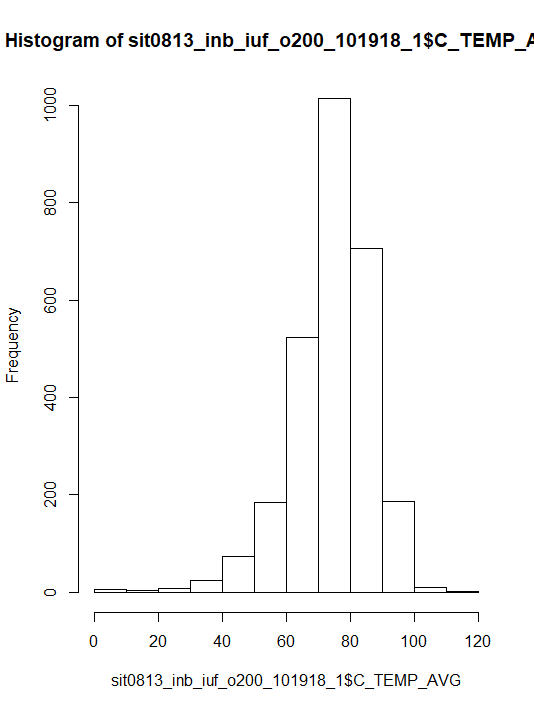 Histogram of sit0813_inb_iuf_o200_101918_1$C_TEMP_A
1000
800
600
400
200
0
Frequency
0 20 40 60 80 100 120
sit0813_inb_iuf_o200_101918_1$C_TEMP_AVG